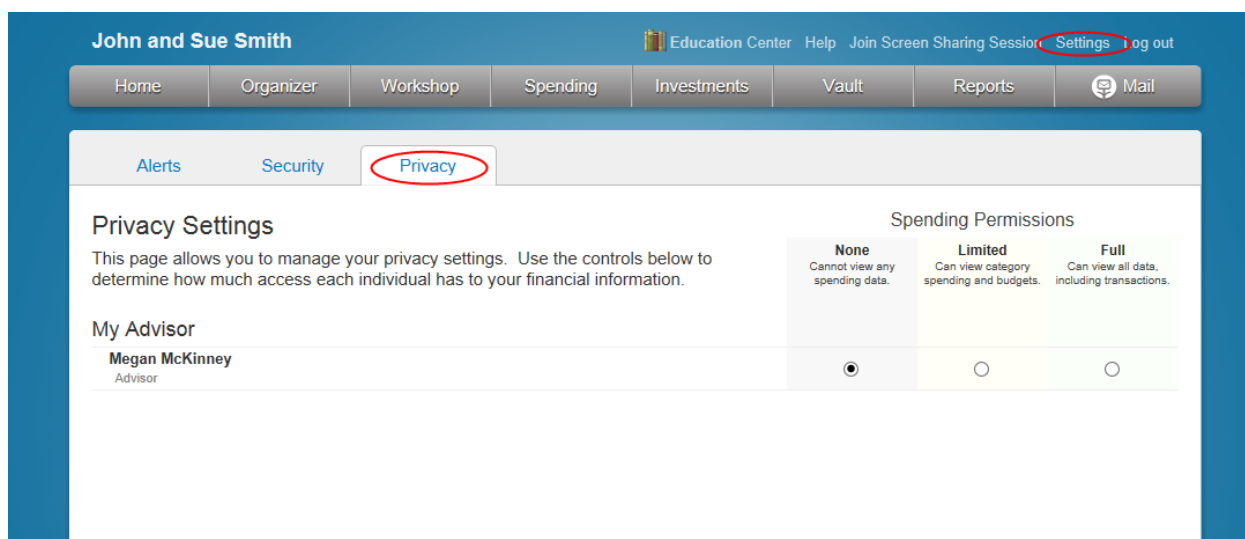 John and Sue Smith
Education Center Help Join Screen Sharing Session Settings Log out
Home Organizer Workshop Spending Investments Vault Reports Mail
Alerts Security Privacy
Privacy Settings
This page allows you to manage your privacy settings. Use the controls below to
determine how much access each individual has to your financial information.
Spending Permissions
None
Cannot view any
spending data.
Limited
Can view category
spending and budgets.
Full
Can view all data,
including transactions.
My Advisor
Megan McKinney
Advisor